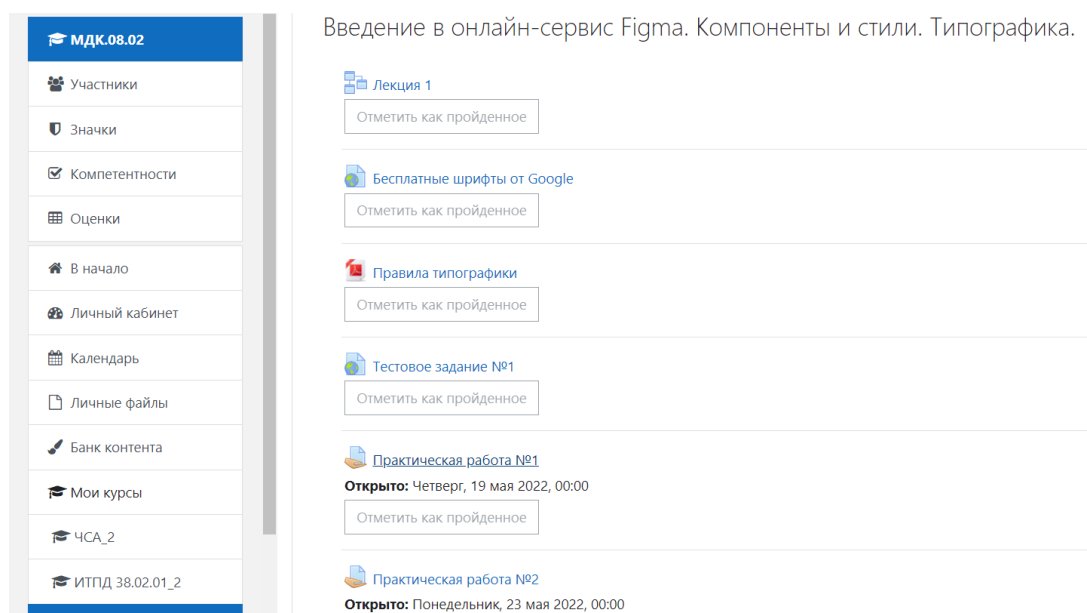 МДК.08.02
Участники
Значки
Компетентности
Оценки
В начало
Личный кабинет
Календарь
Личные файлы
Банк контента
Мои курсы
ЧСА_2
ИТПД 38.02.01_2
Введение в онлайн-сервис Figma. Компоненты и стили. Типографика.
Лекция 1
Отметить как пройденное
Бесплатные шрифты от Google
Отметить как пройденное
Правила типографики
Отметить как пройденное
Тестовое задание №1
Отметить как пройденное
Практическая работа №1
Открыто: Четверг, 19 мая 2022, 00:00
Отметить как пройденное
Практическая работа №2
Открыто: Понедельник, 23 мая 2022, 00:00